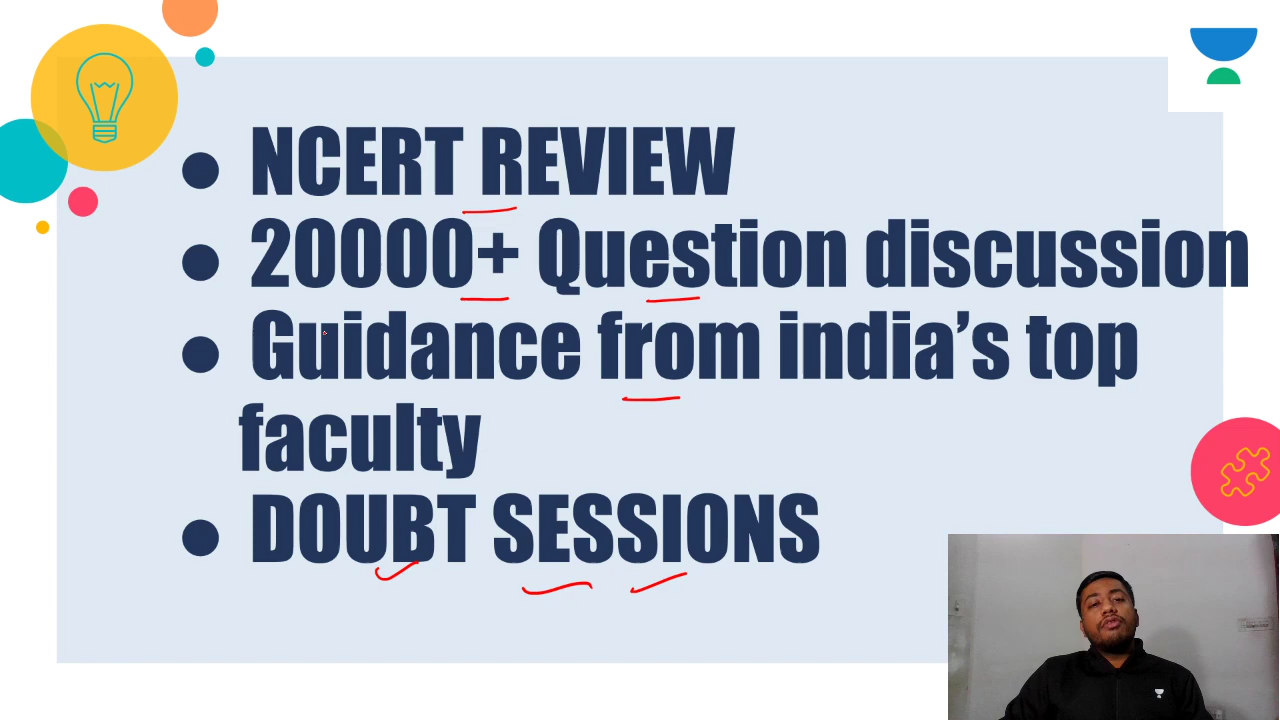 ● NCERT REVIEW
● 20000+ Question discussion
● Guidance from india’s top
faculty
● DOUBT SESSIONS